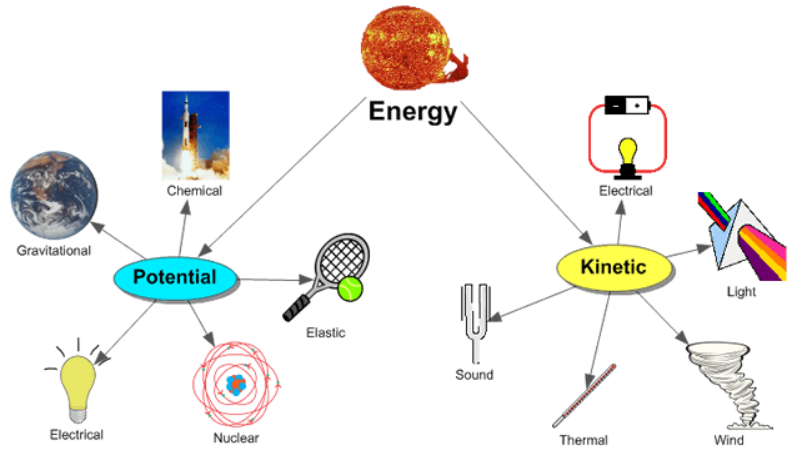 Energy
Chemical
Gravitational
Potential
Elastic
Electrical
Nuclear
- +
Electrical
Kinetic
Light
Sound
Thermal
Wind